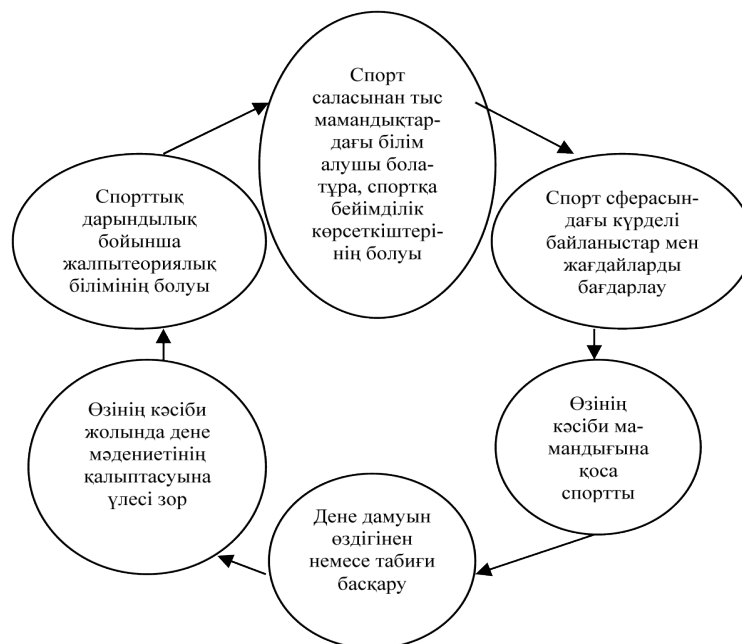 Спорт
саласынан тыс
мамандықтар-
дағы білім
алушы бола-
тұра, спортқа
бейімділік
көрсеткіштері-
нің болуы
Спорт сферасын-
дағы күрделі
байланыстар мен
жағдайларды
бағдарлау
Өзінің
кәсіби ма-
мандығына
қоса
спортты
Дене дамуын
өздігінен
немесе табиғи
басқару
Өзінің кәсіби
жолында дене
мәдениетінің
қалыптасуына
үлесі зор
Спорттық
дарындылық
бойынша
жалпытеориялық
білімінің болуы